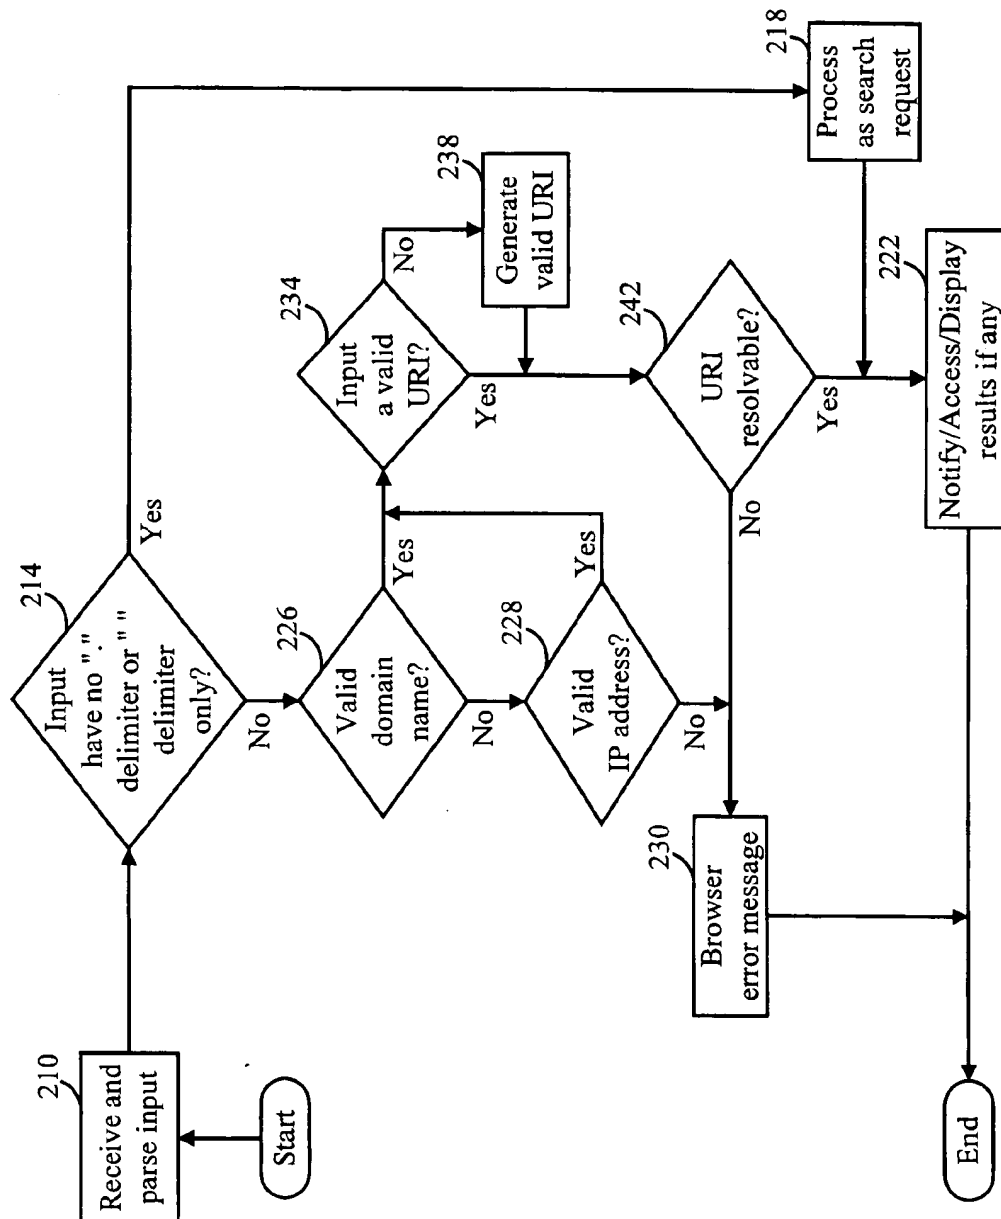 Start
210
Receive and
parse input
214
Input
have no "."
delimiter or " "
delimiter
only?
Yes
No
218
Process
as search
request
226
Valid
domain
name?
Yes
No
228
Valid
IP address?
Yes
No
234
Input
a valid
URI?
No
Yes
238
Generate
valid URI
242
URI
resolvable?
No
Yes
230
Browser
error message
222
Notify/Access/Display
results if any
End